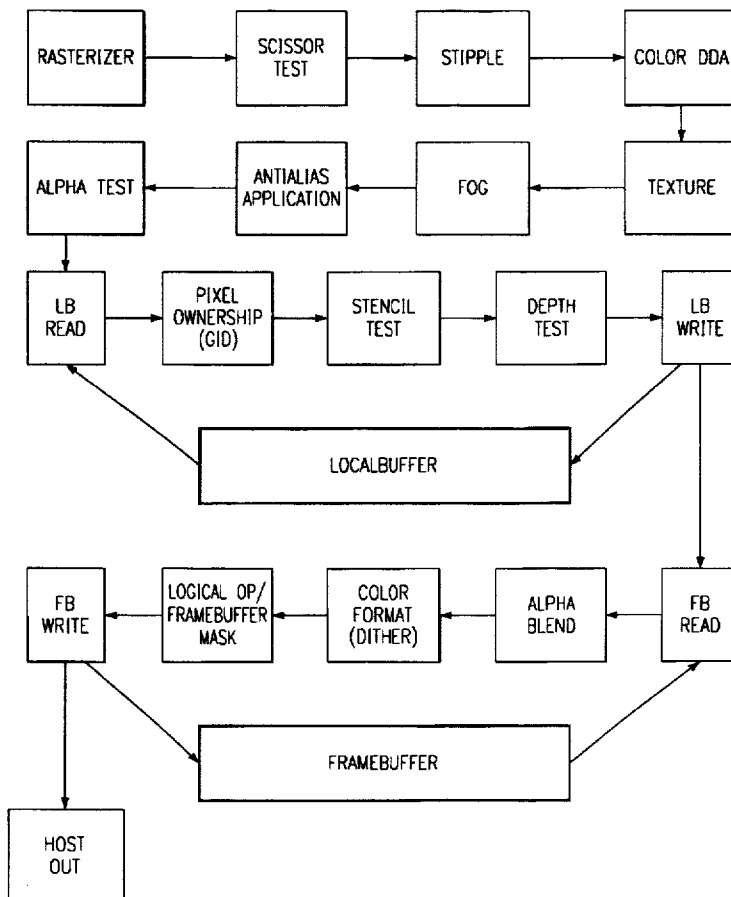 RASTERIZER
SCISSOR
TEST
STIPPLE
COLOR DDA
ALPHA TEST
ANTIALIAS
APPLICATION
FOG
TEXTURE
LB
READ
PIXEL
OWNERSHIP
(GID)
STENCIL
TEST
DEPTH
TEST
LB
WRITE
LOCALBUFFER
FB
WRITE
LOGICAL OP/
FRAMEBUFFER
MASK
COLOR
FORMAT
(DITHER)
ALPHA
BLEND
FB
READ
FRAMEBUFFER
HOST
OUT